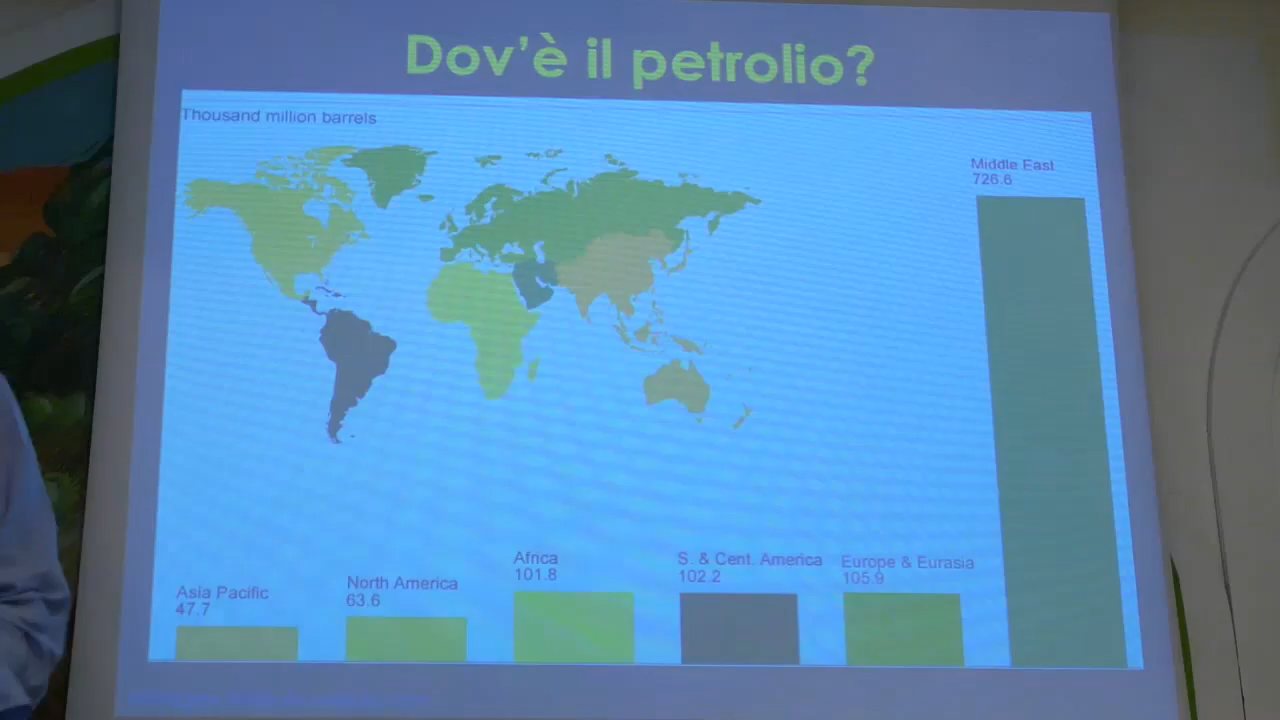 Dov'è il petrolio?
Thousand million barrels
Middle East
726.6
Africa
101.8
S. & Cent. America
102.2
Europe & Eurasia
105.9
North America
63.6
Asia Pacific
47.7